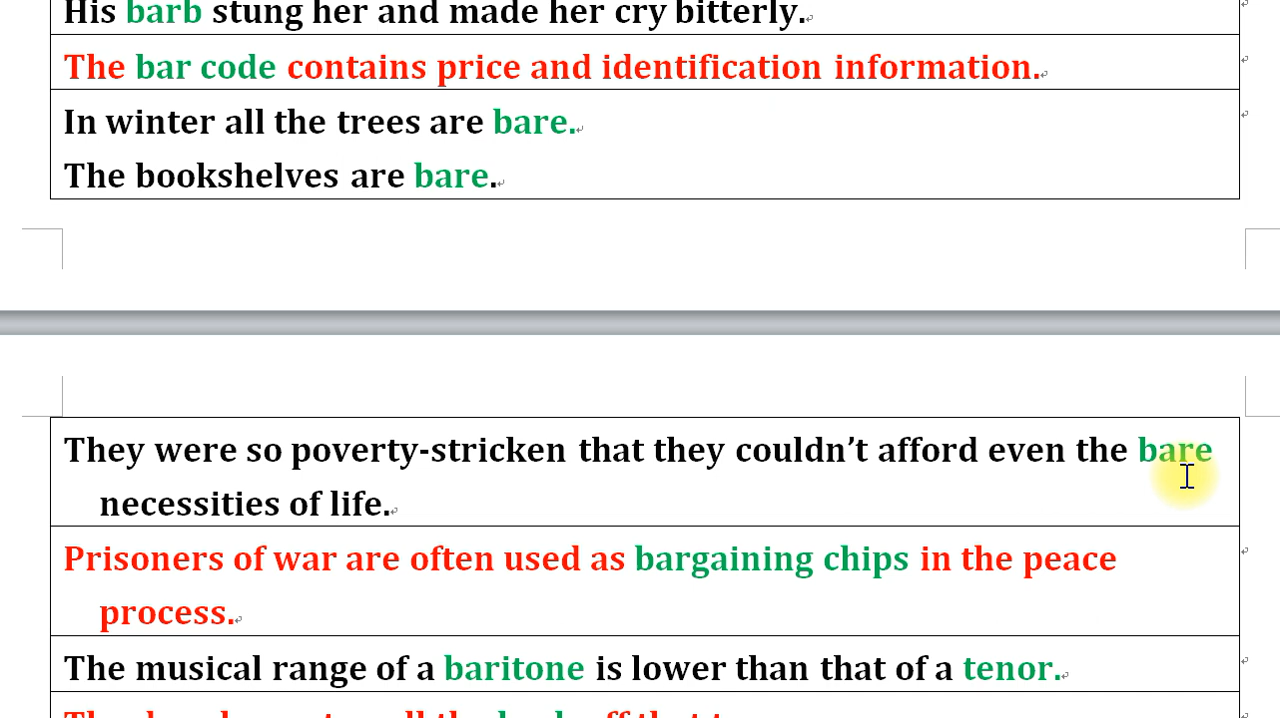 His barb stung her and made her cry bitterly.
The bar code contains price and identification information.
In winter all the trees are bare.
The bookshelves are bare.
They were so poverty-stricken that they couldn’t afford even the bare
necessities of life.
Prisoners of war are often used as bargaining chips in the peace
process.
The musical range of a baritone is lower than that of a tenor.